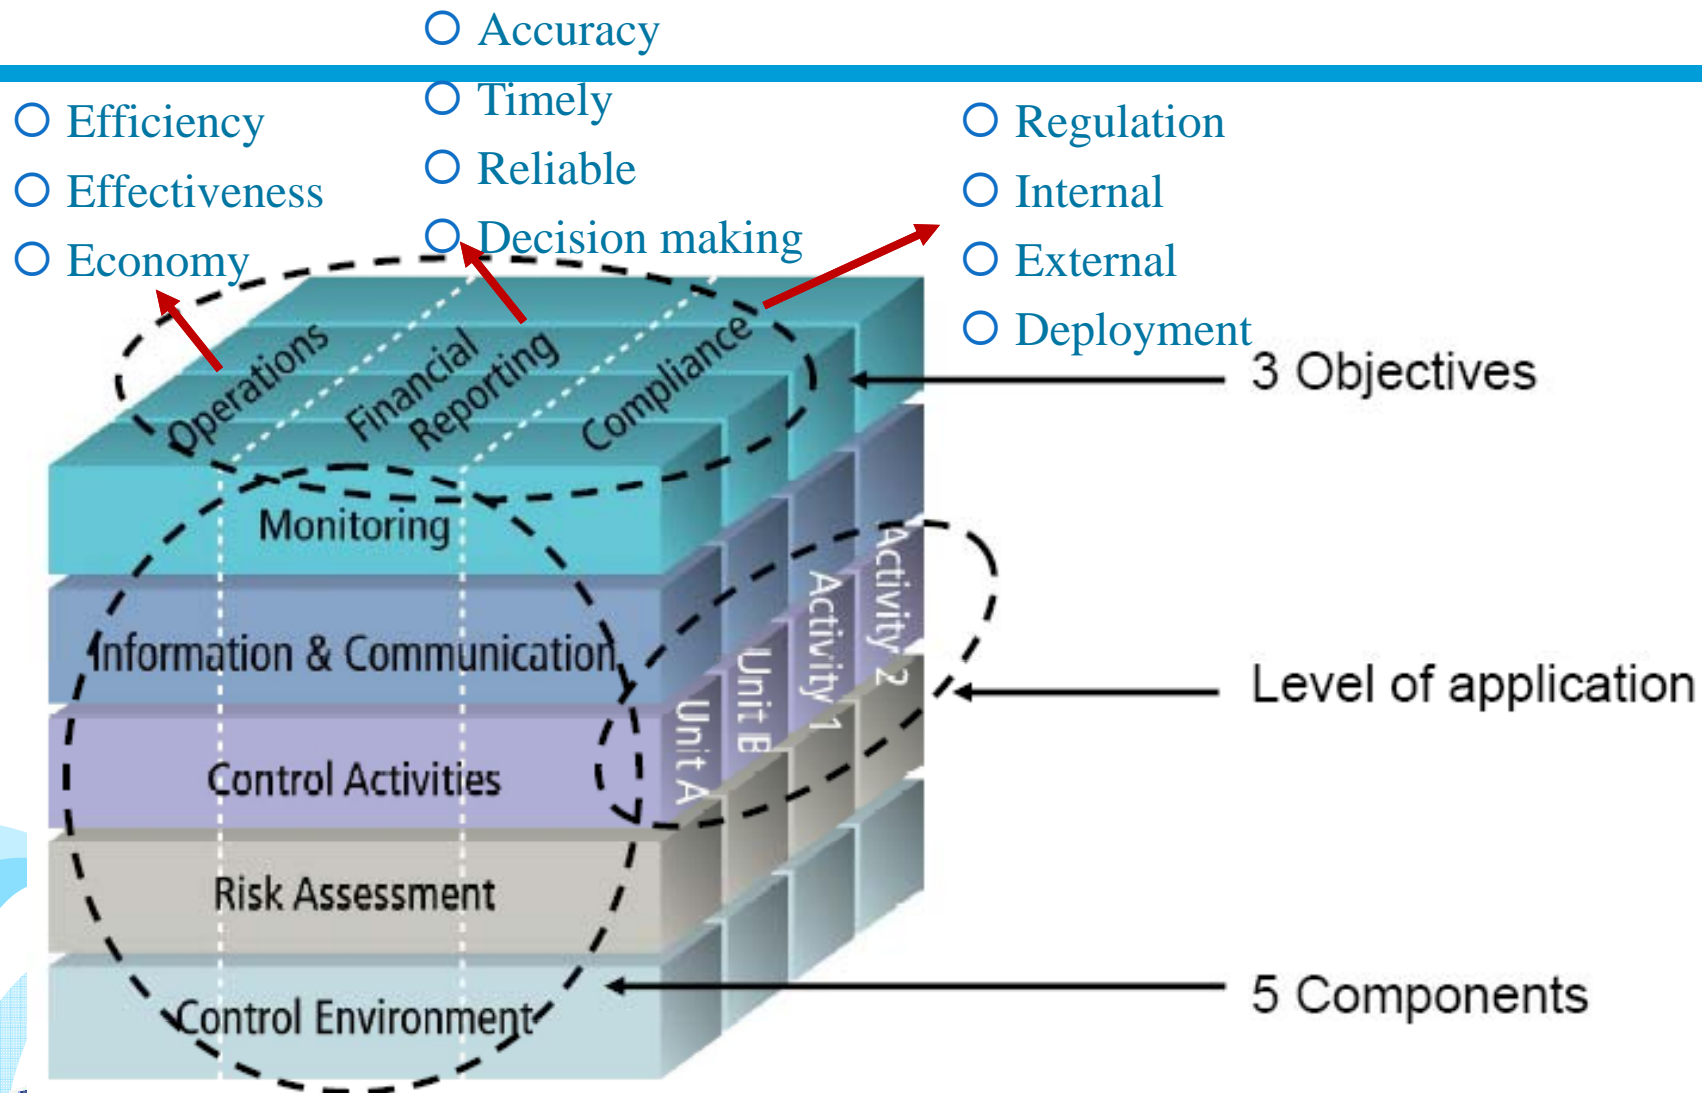 Accuracy
Timely
Reliable
Decision making
Efficiency
Effectiveness
Economy
Regulation
Internal
External
Deployment
Operations
Financial
Reporting
Compliance
3 Objectives
Monitoring
Information & Communication
Control Activities
Risk Assessment
Control Environment
Unit A
Unit B
Activity 1
Activity 2
Level of application
5 Components